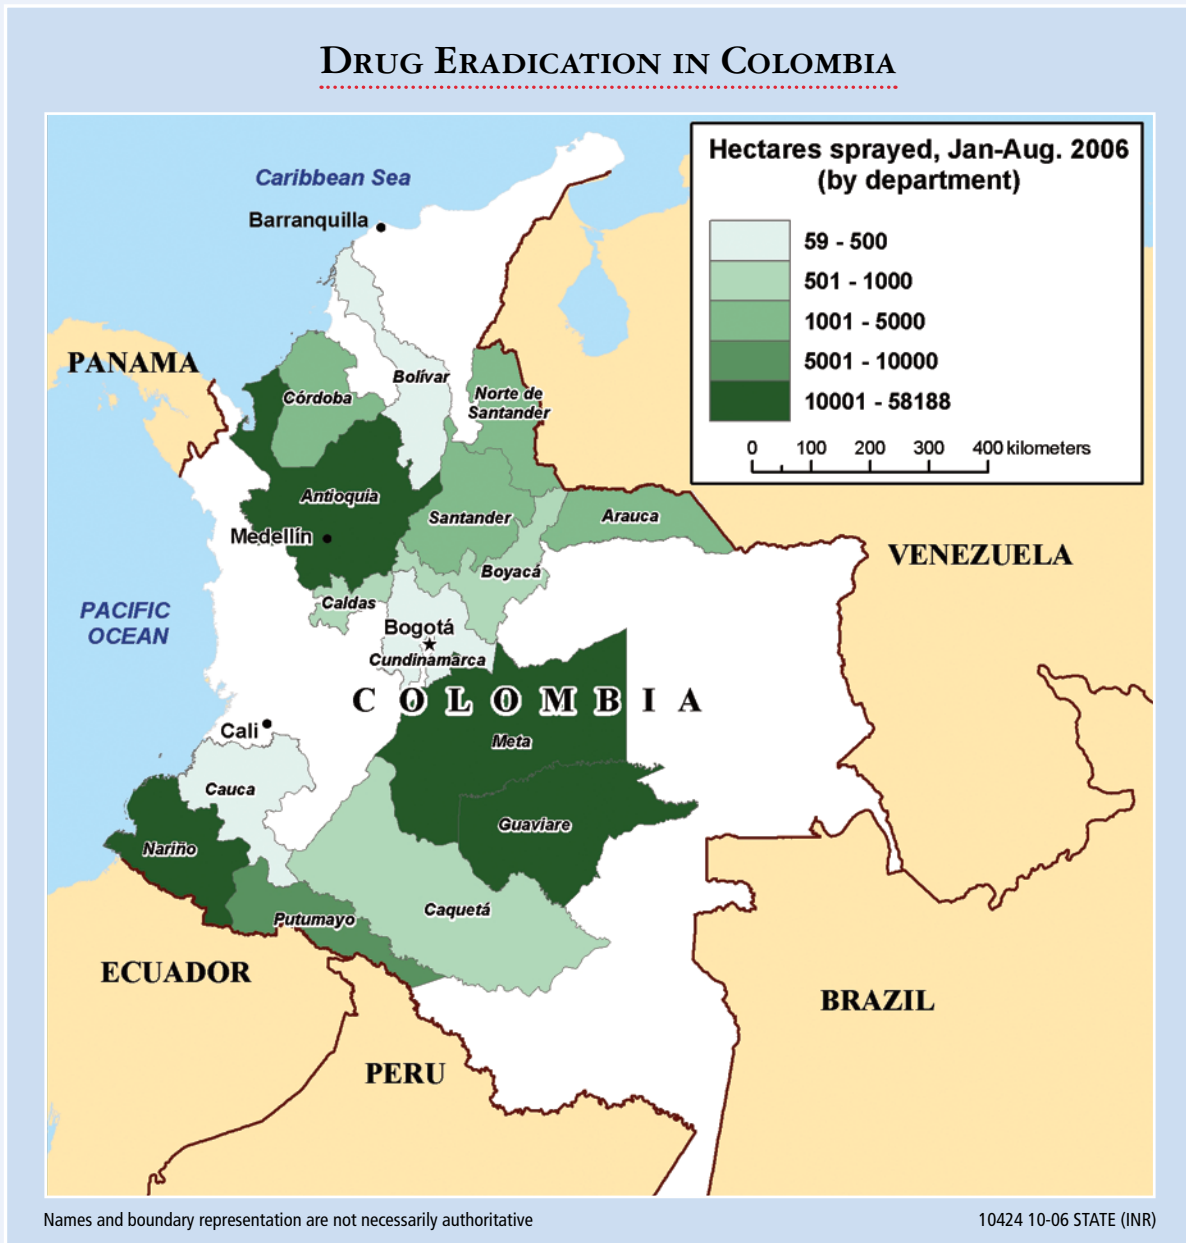 DRUG ERADICATION IN COLOMBIA
Hectares sprayed, Jan-Aug. 2006
(by department)
59 - 500
501 - 1000
1001 - 5000
5001 - 10000
10001 - 58188
0 100 200 300 400 kilometers
Caribbean Sea
Barranquilla
PANAMA
Bolívar
Córdoba
Norte de
Santander
Antioquia
Santander
Arauca
Medellín
VENEZUELA
Boyacá
Caldas
PACIFIC
OCEAN
Bogotá
Cundinamarca
COLOMBIA
Cali
Meta
Cauca
Guaviare
Nariño
Caquetá
Putumayo
ECUADOR
BRAZIL
PERU
Names and boundary representation are not necessarily authoritative
10424 10-06 STATE (INR)